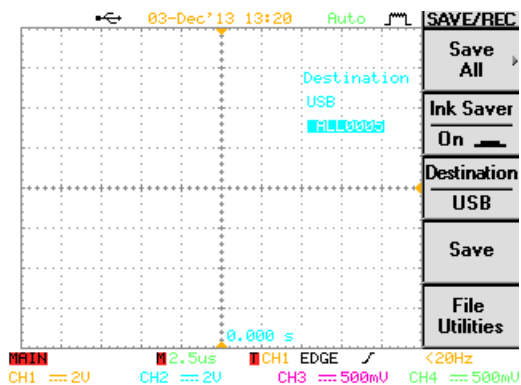 03-Dec'13 13:20 Auto SAVE/REC
Save All
Destination
USB
ALL0005
Ink Saver
On
Destination
USB
Save
File Utilities
0.000 s
MAIN M 2.5us T CH1 EDGE <20Hz
CH1 2V CH2 2V CH3 500mV CH4 500mV